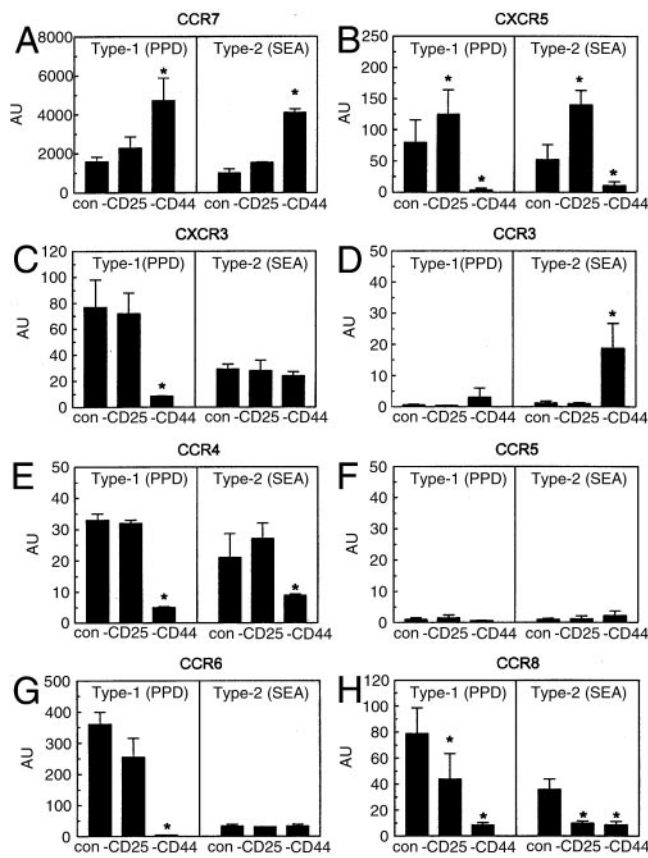 CCR7
A
Type-1 (PPD)
Type-2 (SEA)
*
*
8000
6000
4000
2000
0
AU
con -CD25 -CD44
con -CD25 -CD44
CXCR5
B
Type-1 (PPD)
Type-2 (SEA)
*
*
*
*
250
200
150
100
50
0
AU
con -CD25 -CD44
con -CD25 -CD44
CXCR3
C
Type-1(PPD)
Type-2 (SEA)
*
120
100
80
60
40
20
0
AU
con -CD25 -CD44
con -CD25 -CD44
CCR3
D
Type-1(PPD)
Type-2 (SEA)
*
50
40
30
20
10
0
AU
con -CD25 -CD44
con -CD25 -CD44
CCR4
E
Type-1 (PPD)
Type-2 (SEA)
*
*
50
40
30
20
10
0
AU
con -CD25 -CD44
con -CD25 -CD44
CCR5
F
Type-1 (PPD)
Type-2 (SEA)
50
40
30
20
10
0
AU
con -CD25 -CD44
con -CD25 -CD44
CCR6
G
Type-1 (PPD)
Type-2 (SEA)
*
500
400
300
200
100
0
AU
con -CD25 -CD44
con -CD25 -CD44
CCR8
H
Type-1 (PPD)
Type-2 (SEA)
*
*
*
*
120
100
80
60
40
20
0
AU
con -CD25 -CD44
con -CD25 -CD44